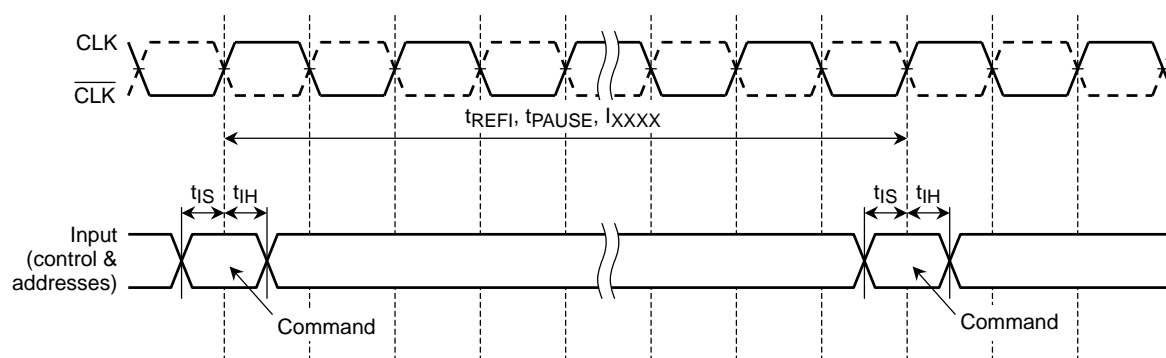 CLK
CLK
tREFI, tPAUSE, IXXXX
tIS
tIH
tIS
tIH
Input
(control &
addresses)
Command
Command